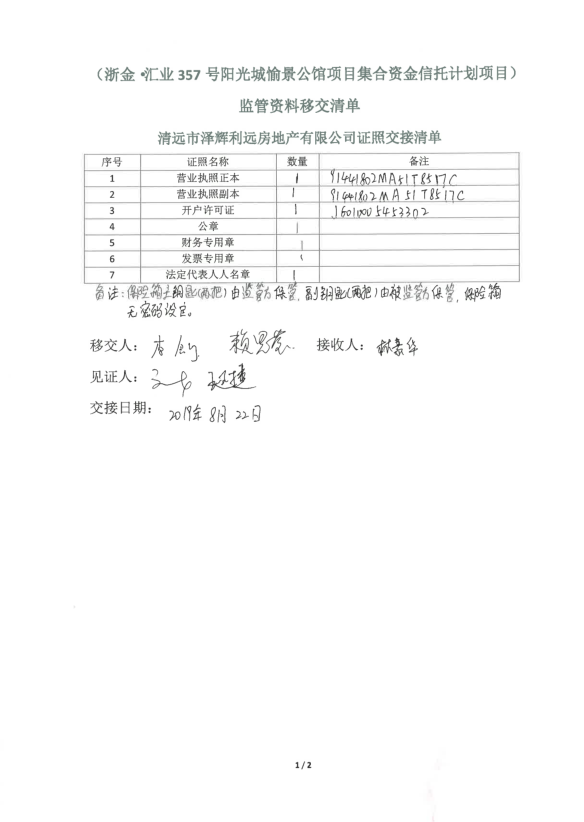 （浙金·汇业 357 号阳光城愉景公馆项目集合资金信托计划项目）
监管资料移交清单
清远市泽辉利远房地产有限公司证照交接清单
序号 证照名称 数量 备注
1 营业执照正本 1 91441802MA51T8517C
2 营业执照副本 1 91441802MA51T8517C
3 开户许可证 1 J6010005453302
4 公章 1
5 财务专用章 1
6 发票专用章 1
7 法定代表人人名章 1
备注：保险箱主钥匙(两把)由监管方保管，副钥匙(两把)由被监管方保管，保险箱
无密码设定。
移交人： 接收人：
见证人：
交接日期： 2019年8月22日
1 / 2